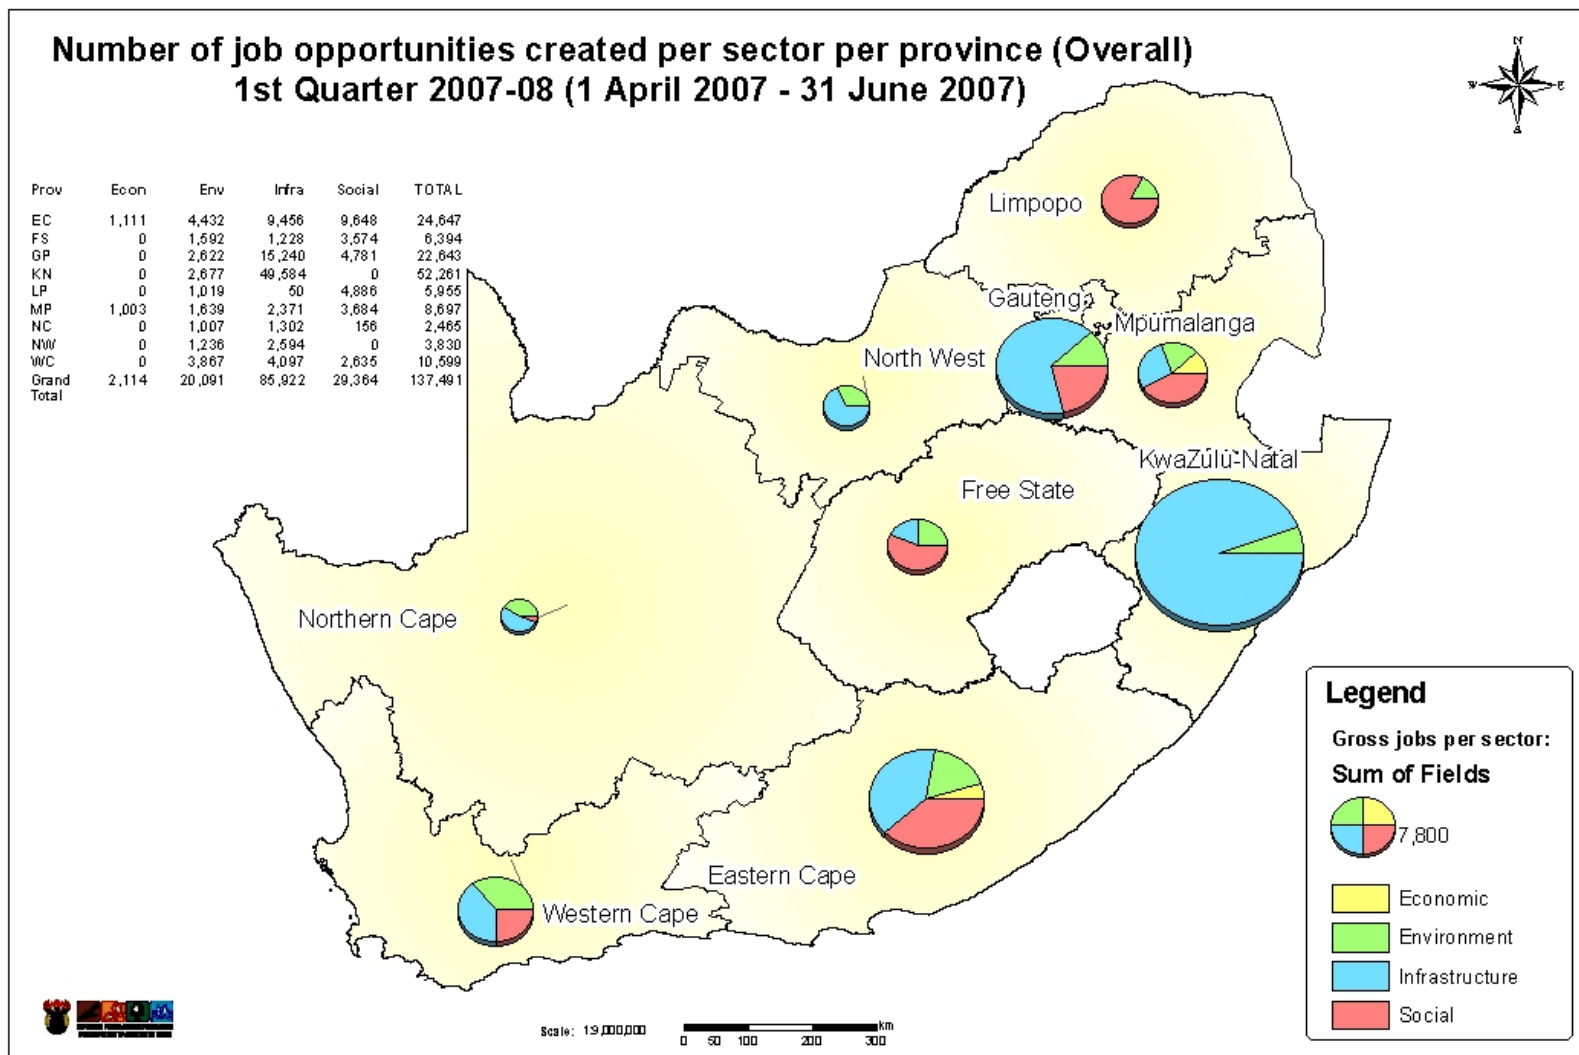 Number of job opportunities created per sector per province (Overall)
1st Quarter 2007-08 (1 April 2007 - 31 June 2007)
N
W
E
Prov Econ Env Infra Social TOTAL
EC 1,111 4,432 9,456 9,648 24,647
FS 0 1,592 1,228 3,574 6,394
GP 0 2,622 15,240 4,781 22,643
KN 0 2,677 49,584 0 52,261
LP 0 1,019 50 4,886 5,955
MP 1,003 1,639 2,371 3,684 8,697
NC 0 1,007 1,302 156 2,465
NW 0 1,236 2,594 0 3,830
WC 0 3,867 4,097 2,635 10,599
Grand 2,114 20,091 85,922 29,364 137,491
Total
Limpopo
Gauteng
Mpumalanga
North West
KwaZulu-Natal
Free State
Northern Cape
Eastern Cape
Western Cape
Legend
Gross jobs per sector:
Sum of Fields
7,800
Economic
Environment
Infrastructure
Social
Scale: 1:9,000,000
km
0 50 100 200 300